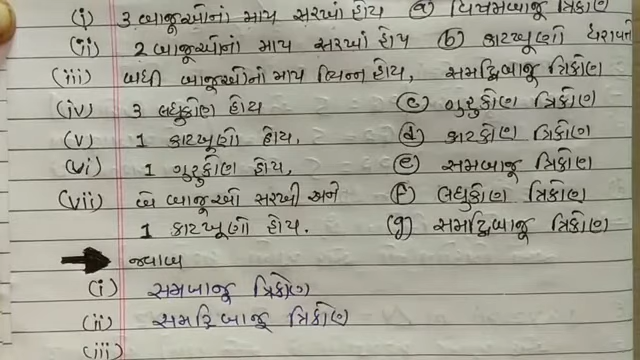 (i) 3 બાજુઓનાં માપ સરખાં હોય (a) વિષમબાજુ ત્રિકોણ
(ii) 2 બાજુઓનાં માપ સરખાં હોય (b) કાટખૂણો ધરાવતો
(iii) બધી બાજુઓનાં માપ ભિન્ન હોય, સમદ્વિબાજુ ત્રિકોણ
(iv) 3 લઘુકોણ હોય (c) ગુરુકોણ ત્રિકોણ
(v) 1 કાટખૂણો હોય. (d) કાટકોણ ત્રિકોણ
(vi) 1 ગુરુકોણ હોય, (e) સમબાજુ ત્રિકોણ
(vii) બે બાજુઓ સરખી અને (f) લઘુકોણ ત્રિકોણ
1 કાટખૂણો હોય. (g) સમદ્વિબાજુ ત્રિકોણ
જવાબ
(i) સમબાજુ ત્રિકોણ
(ii) સમદ્વિબાજુ ત્રિકોણ
(iii)